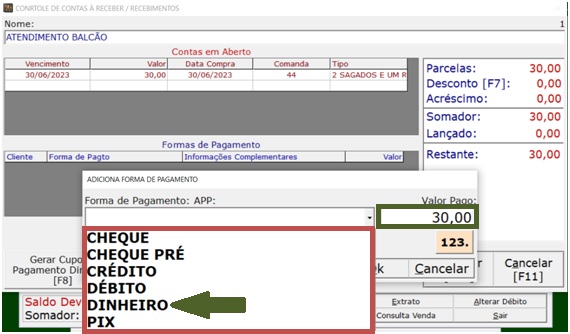 CONRTOLE DE CONTAS À RECEBER / RECEBIMENTOS
Nome: 1
ATENDIMENTO BALCÃO
Contas em Aberto
Vencimento Valor Data Compra Comanda Tipo
30/06/2023 30,00 30/06/2023 44 2 SAGADOS E UM R
Parcelas: 30,00
Desconto [F7]: 0,00
Acréscimo: 0,00
Somador: 30,00
Lançado: 0,00
Restante: 30,00
Formas de Pagamento
Cliente Forma de Pagto Informações Complementares Valor
ADICIONA FORMA DE PAGAMENTO
Forma de Pagamento: APP: Valor Pago:
30,00
CHEQUE
CHEQUE PRÉ
CRÉDITO
DÉBITO
DINHEIRO
PIX
123.
k Cancelar
Gerar Cupo
Pagamento Din
[F8]
Cancelar
[F11]
Saldo Dev
Somador:
Extrato Alterar Débito
Consulta Venda Sair